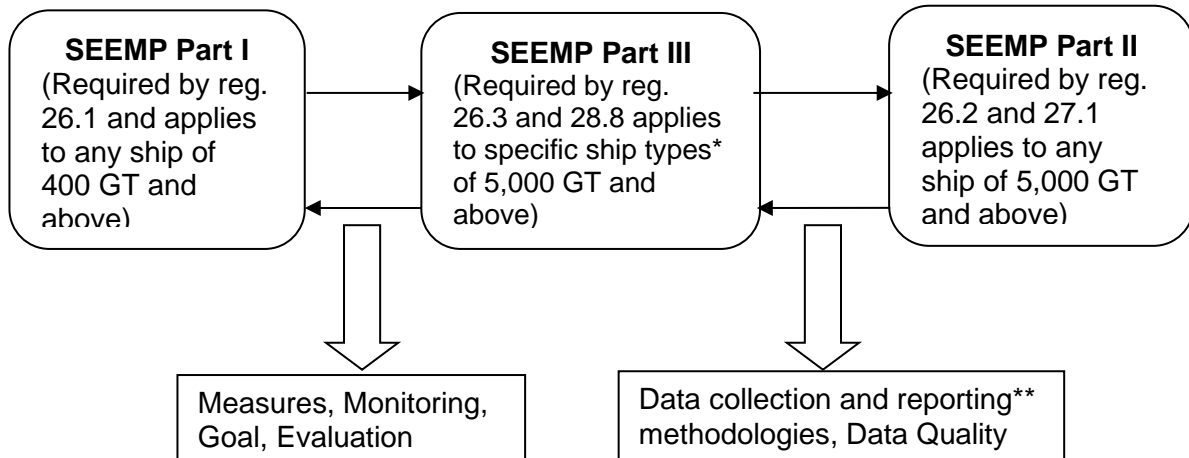 SEEMP Part I
(Required by reg.
26.1 and applies
to any ship of
400 GT and
above)
SEEMP Part III
(Required by reg.
26.3 and 28.8 applies
to specific ship types*
of 5,000 GT and
above)
SEEMP Part II
(Required by reg.
26.2 and 27.1
applies to any
ship of 5,000 GT
and above)
Measures, Monitoring,
Goal, Evaluation
Data collection and reporting**
methodologies, Data Quality